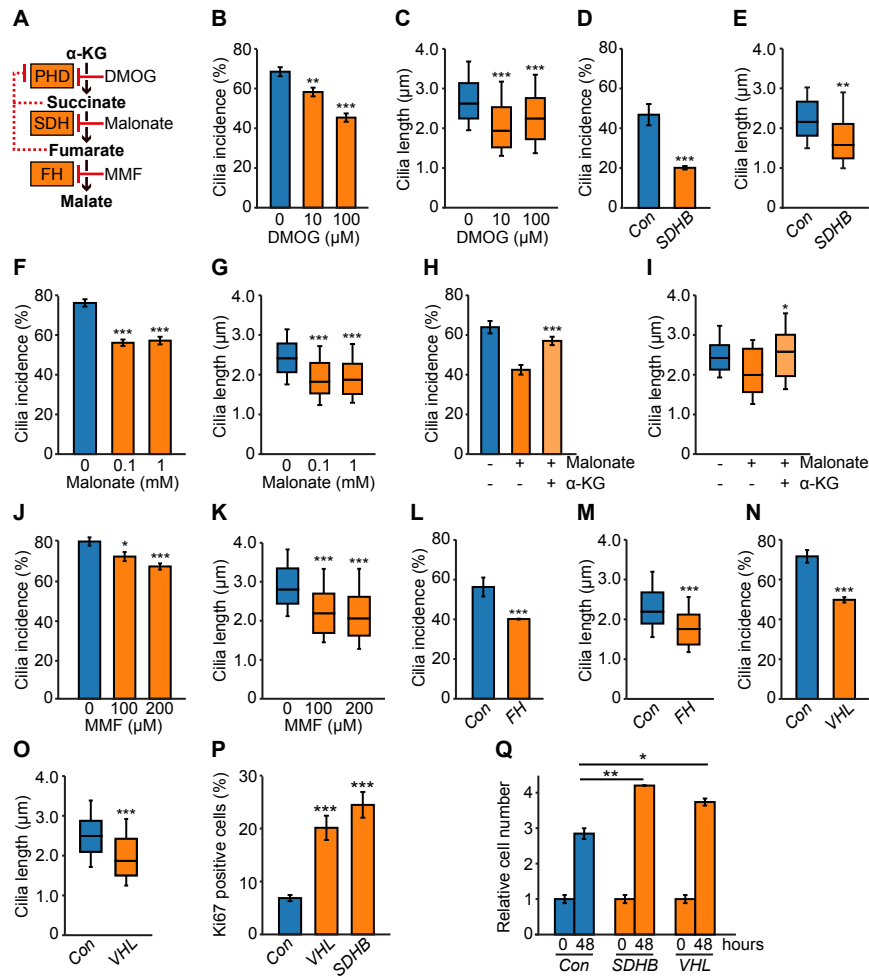 A
α-KG
PHD
DMOG
Succinate
SDH
Malonate
Fumarate
FH
MMF
Malate
B
Cilia incidence (%)
80
60
40
20
0
**
***
0 10 100
DMOG (µM)
C
Cilia length (µm)
4.0
3.0
2.0
1.0
0
*** ***
0 10 100
DMOG (µM)
D
Cilia incidence (%)
80
60
40
20
0
***
Con SDHB
E
Cilia length (µm)
4.0
3.0
2.0
1.0
0
**
Con SDHB
F
Cilia incidence (%)
80
60
40
20
0
*** ***
0 0.1 1
Malonate (mM)
G
Cilia length (µm)
4.0
3.0
2.0
1.0
0
*** ***
0 0.1 1
Malonate (mM)
H
Cilia incidence (%)
80
60
40
20
0
***
- + + Malonate
- - + α-KG
I
Cilia length (µm)
4.0
3.0
2.0
1.0
0
*
- + + Malonate
- - + α-KG
J
Cilia incidence (%)
80
60
40
20
80
* ***
0 100 200
MMF (µM)
K
Cilia length (µm)
4.0
3.0
2.0
1.0
0
*** ***
0 100 200
MMF (µM)
L
Cilia incidence (%)
80
60
40
20
0
***
Con FH
M
Cilia length (µm)
4.0
3.0
2.0
1.0
0
***
Con FH
N
Cilia incidence (%)
80
60
40
20
80
***
Con VHL
O
Cilia length (µm)
4.0
3.0
2.0
1.0
0
***
Con VHL
P
Ki67 positive cells (%)
30
20
10
0
*** ***
Con VHL SDHB
Q
Relative cell number
4
3
1
0
*
**
0 48 0 48 0 48 hours
Con SDHB VHL